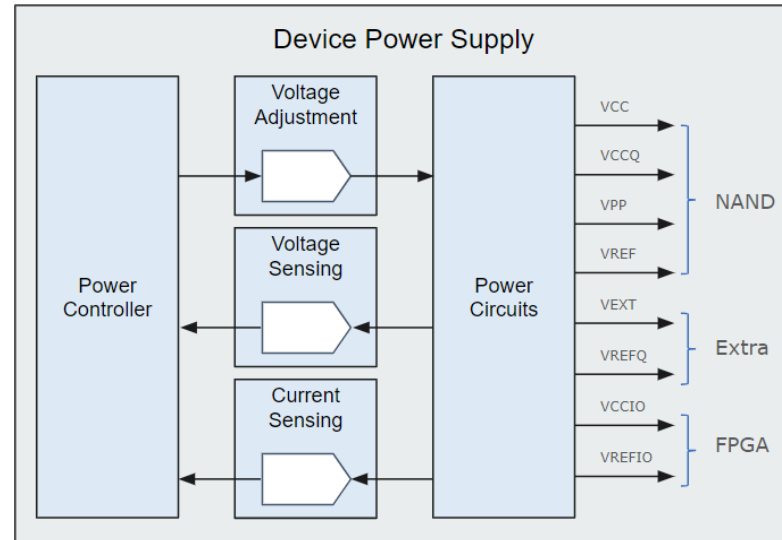 Device Power Supply
Power
Controller
Voltage
Adjustment
Voltage
Sensing
Current
Sensing
Power
Circuits
VCC
VCCQ
VPP
VREF
NAND
VEXT
VREFQ
Extra
VCCIO
VREFIO
FPGA